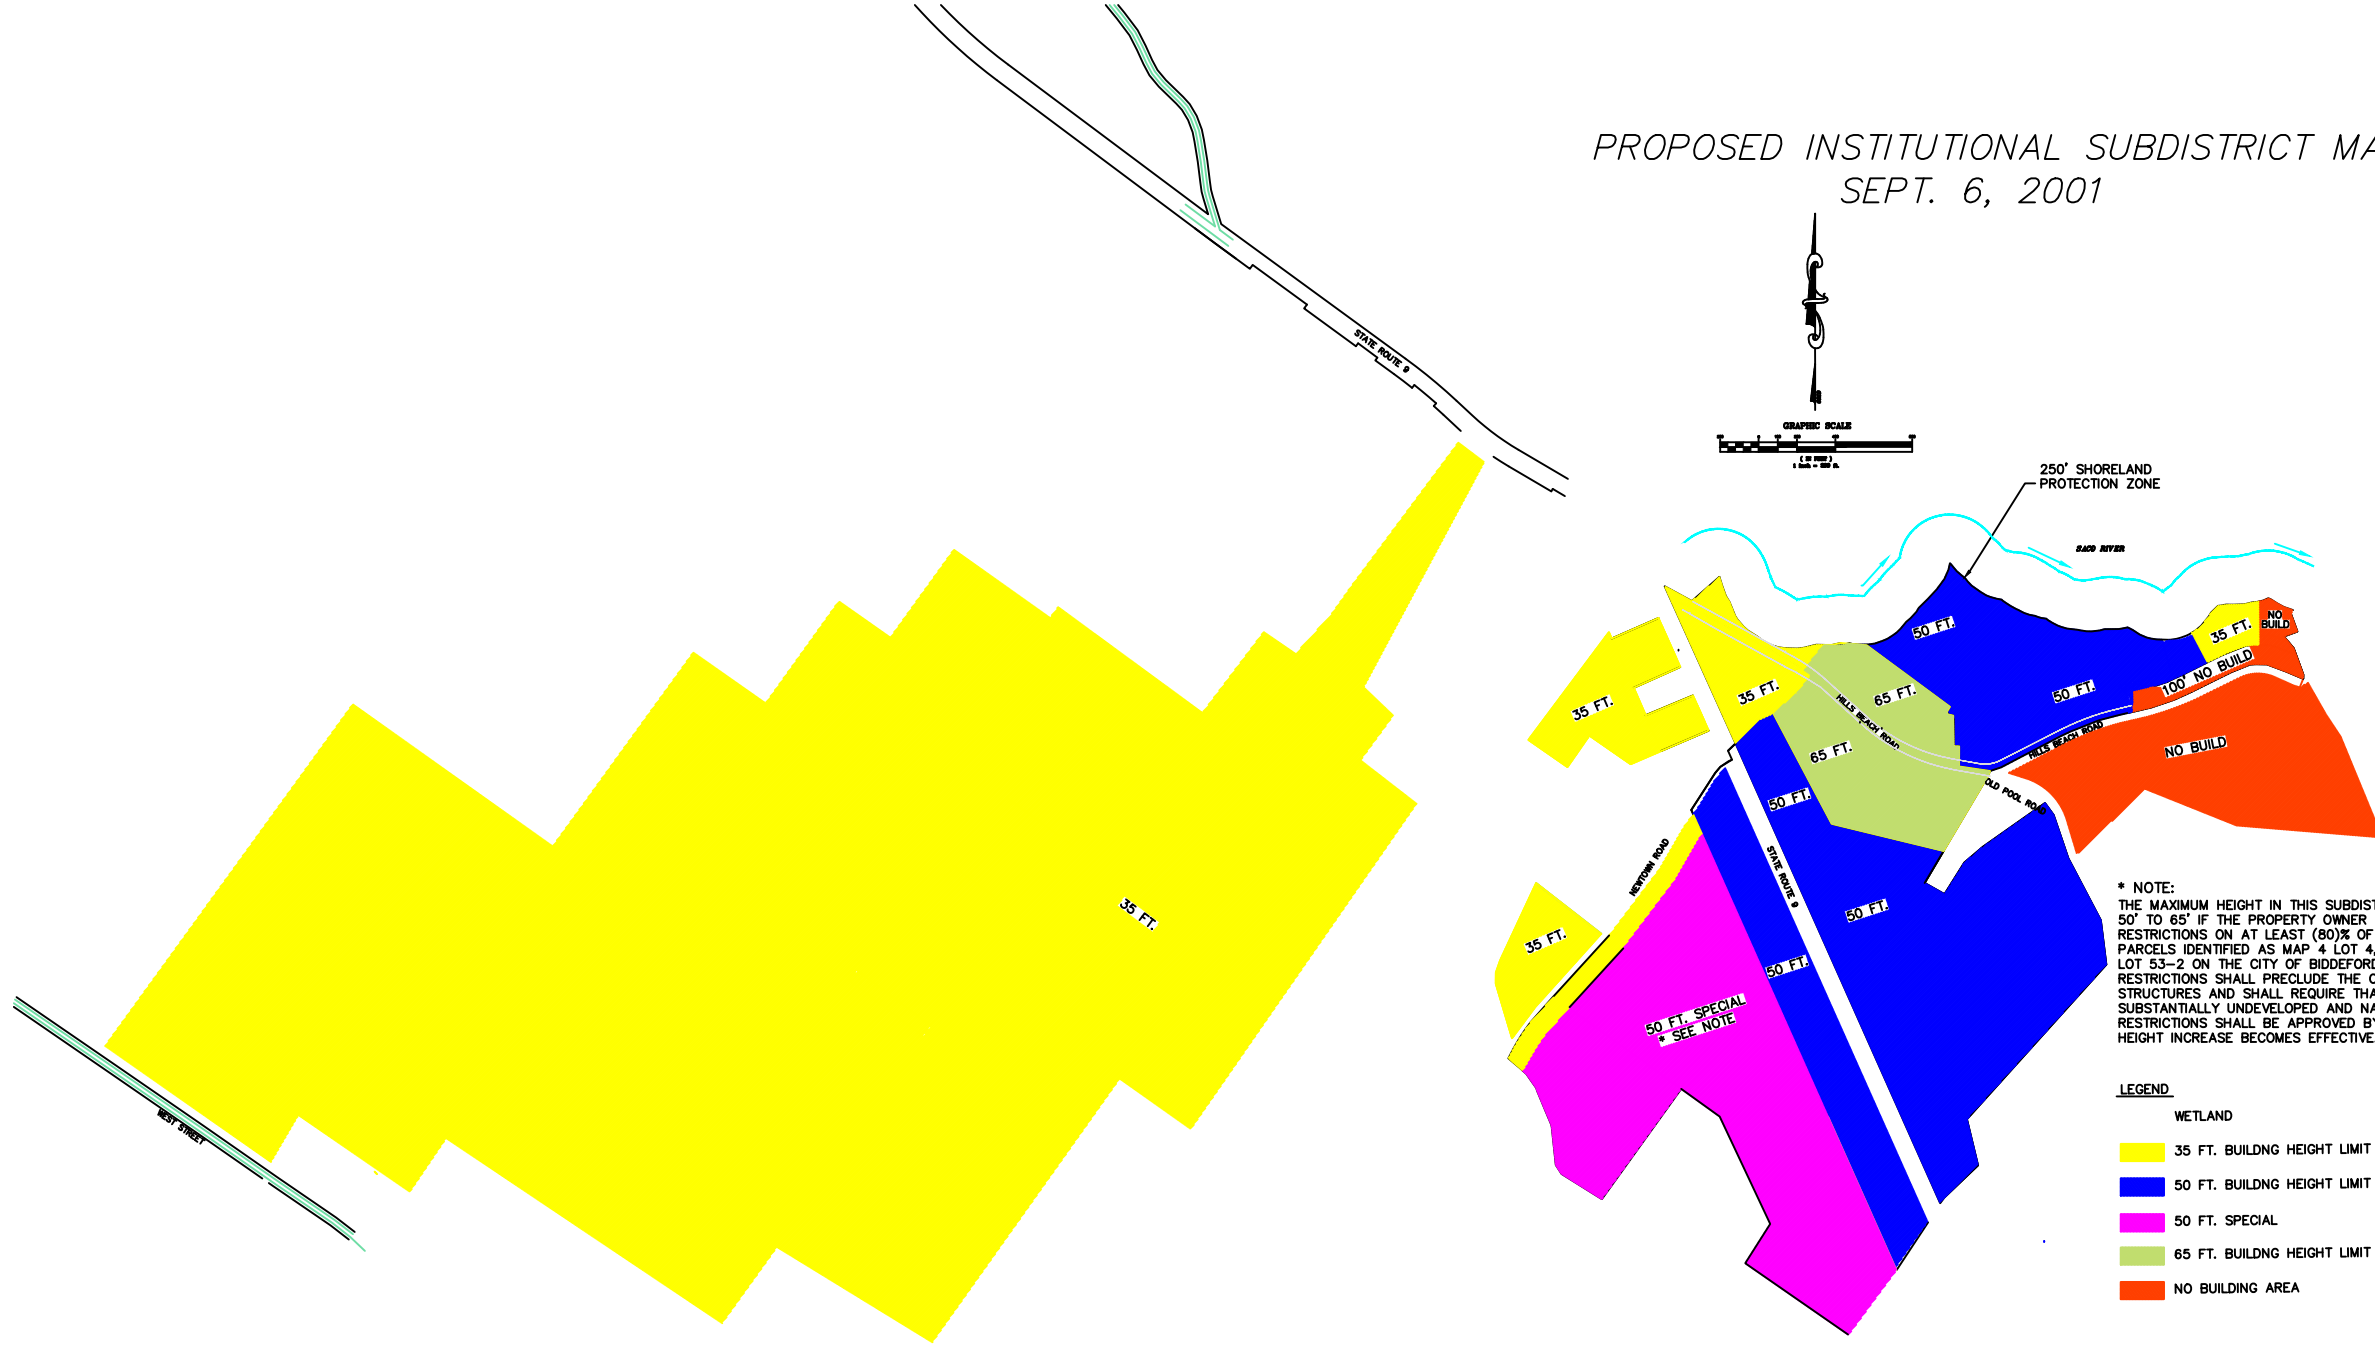 PROPOSED INSTITUTIONAL SUBDISTRICT MA
SEPT. 6, 2001
GRAPHIC SCALE
( IN FEET )
STATE ROUTE 9
250' SHORELAND
PROTECTION ZONE
SACO RIVER
50 FT.
35 FT.
NO
BUILD
100' NO BUILD
50 FT.
35 FT.
35 FT.
65 FT.
HILLS BEACH ROAD
HILLS BEACH ROAD
NO BUILD
65 FT.
OLD POOL ROAD
50 FT.
NEWTOWN ROAD
STATE ROUTE 9
50 FT.
35 FT.
35 FT.
50 FT.
50 FT. SPECIAL
* SEE NOTE
WEST STREET
* NOTE:
THE MAXIMUM HEIGHT IN THIS SUBDIST
50' TO 65' IF THE PROPERTY OWNER
RESTRICTIONS ON AT LEAST (80)% OF
PARCELS IDENTIFIED AS MAP 4 LOT 4,
LOT 53-2 ON THE CITY OF BIDDEFORD
RESTRICTIONS SHALL PRECLUDE THE C
STRUCTURES AND SHALL REQUIRE THA
SUBSTANTIALLY UNDEVELOPED AND NA
RESTRICTIONS SHALL BE APPROVED BY
HEIGHT INCREASE BECOMES EFFECTIVE
LEGEND
WETLAND
35 FT. BUILDNG HEIGHT LIMIT
50 FT. BUILDNG HEIGHT LIMIT
50 FT. SPECIAL
65 FT. BUILDNG HEIGHT LIMIT
NO BUILDING AREA